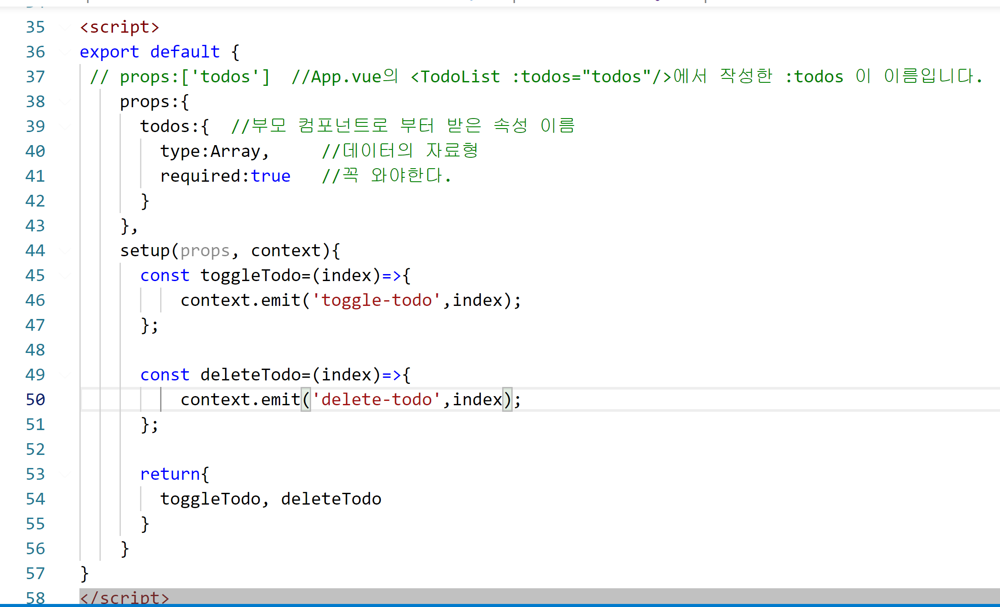 35 <script>
36 export default {
37 // props:['todos']  //App.vue의 <TodoList :todos="todos"/>에서 작성한 :todos 이 이름입니다.
38 props:{
39 todos:{  //부모 컴포넌트로 부터 받은 속성 이름
40 type:Array,     //데이터의 자료형
41 required:true   //꼭 와야한다.
42 }
43 },
44 setup(props, context){
45 const toggleTodo=(index)=>{
46 context.emit('toggle-todo',index);
47 };
48
49 const deleteTodo=(index)=>{
50 context.emit('delete-todo',index);
51 };
52
53 return{
54 toggleTodo, deleteTodo
55 }
56 }
57 }
58 </script>